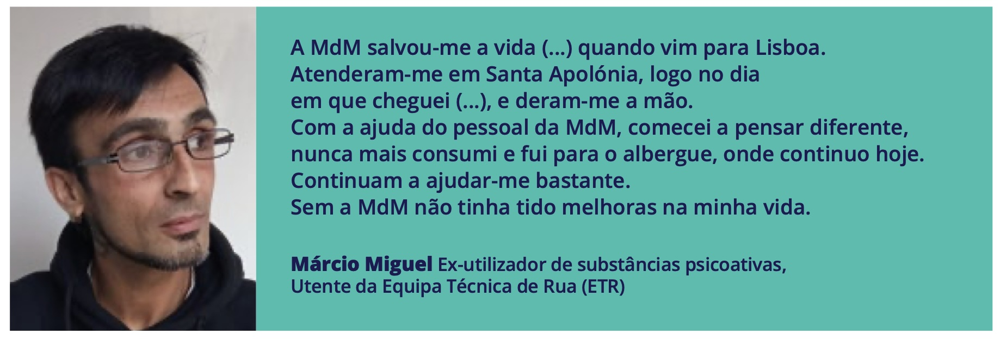 A MdM salvou-me a vida (...) quando vim para Lisboa.
Atenderam-me em Santa Apolónia, logo no dia
em que cheguei (...), e deram-me a mão.
Com a ajuda do pessoal da MdM, comecei a pensar diferente,
nunca mais consumi e fui para o albergue, onde continuo hoje.
Continuam a ajudar-me bastante.
Sem a MdM não tinha tido melhoras na minha vida.
Márcio Miguel Ex-utilizador de substâncias psicoativas,
Utente da Equipa Técnica de Rua (ETR)